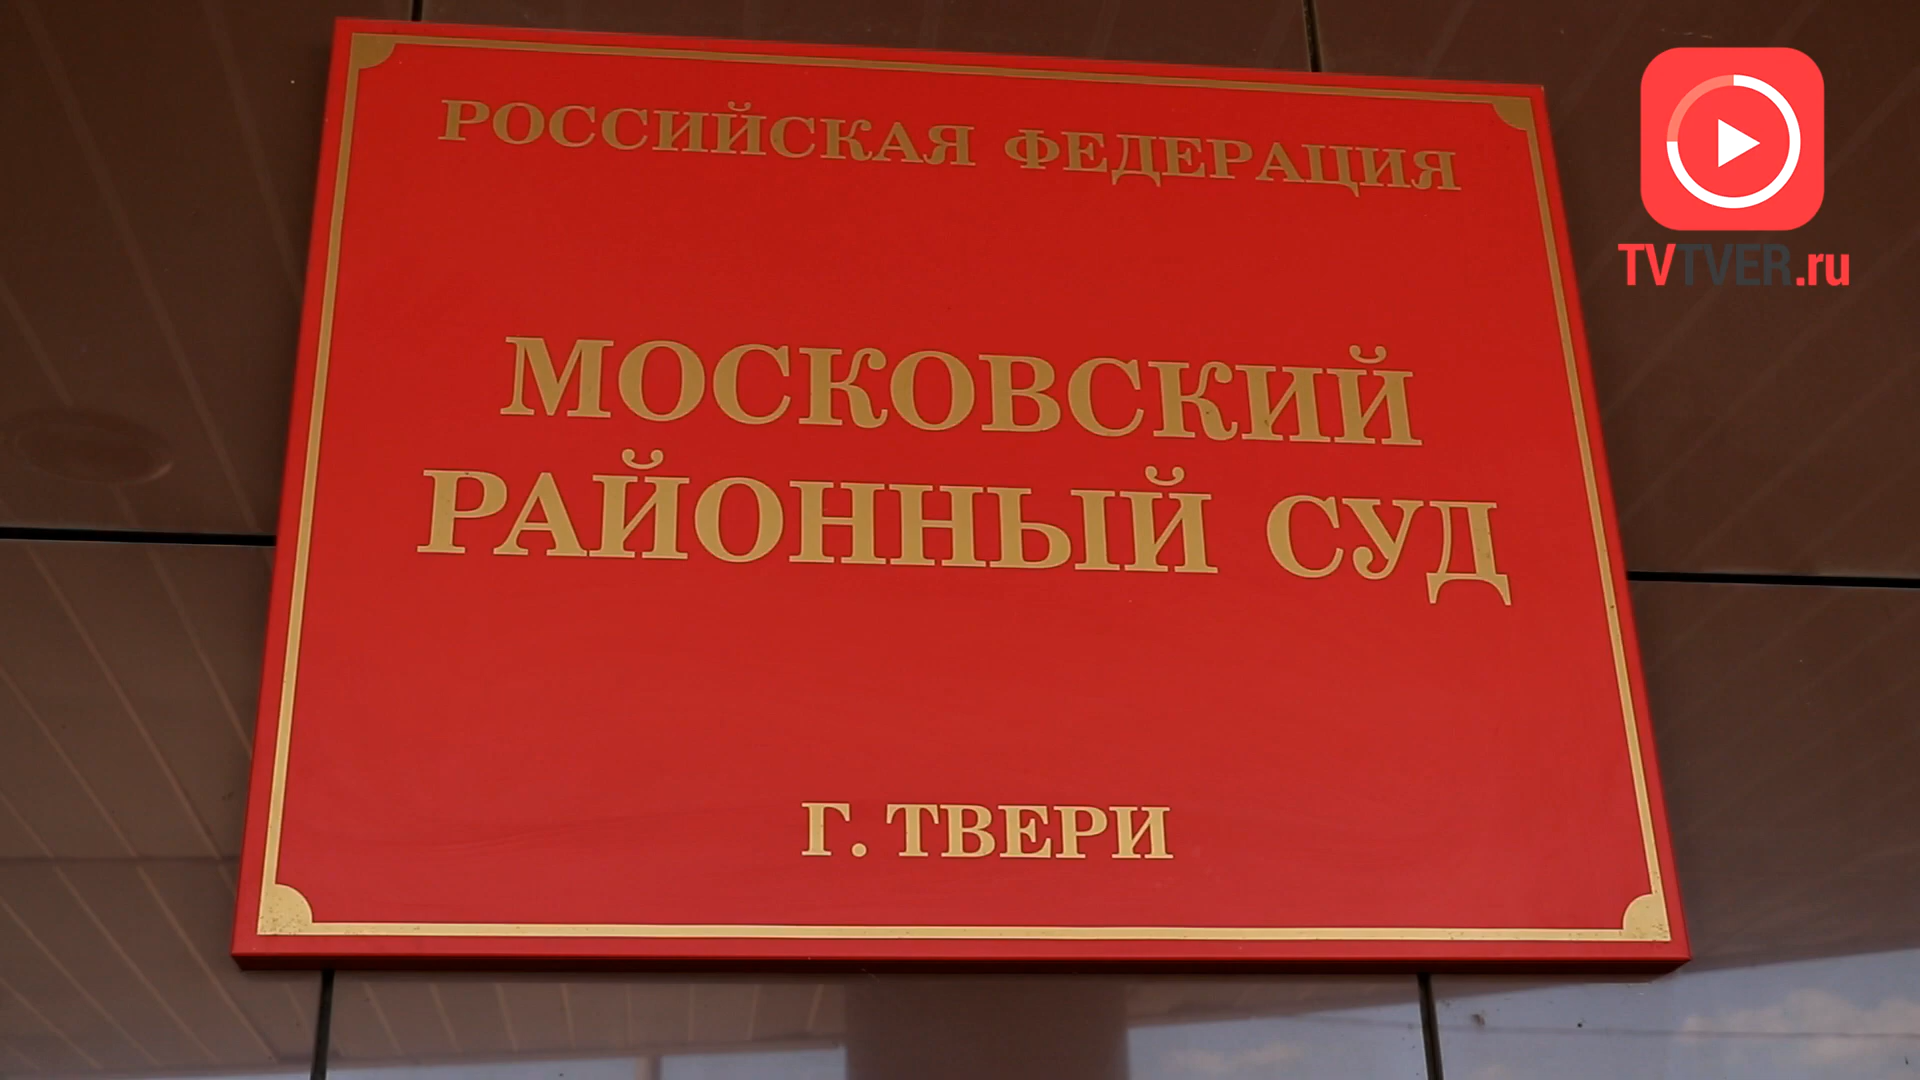 РОССИЙСКАЯ ФЕДЕРАЦИЯ
МОСКОВСКИЙ
РАЙОННЫЙ СУД
Г. ТВЕРИ
TVTVER.ru